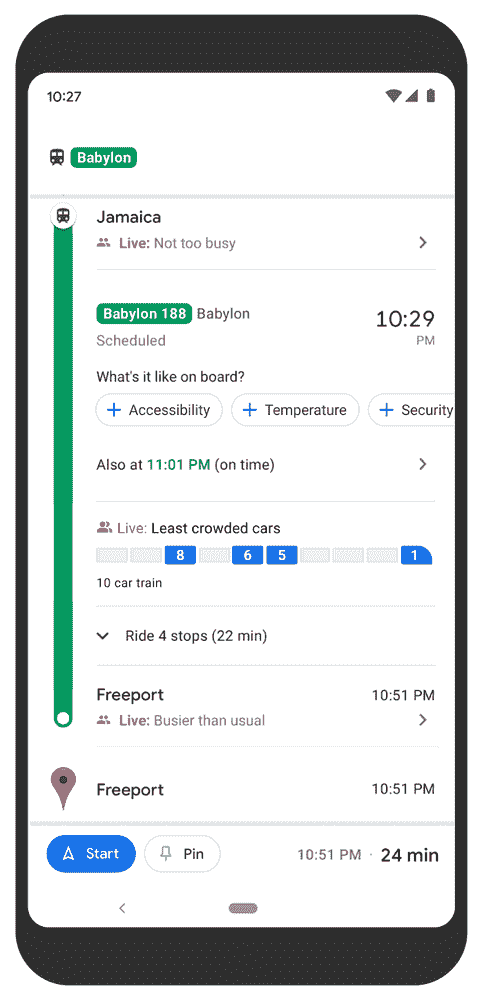 10:27
Babylon
Jamaica
Live: Not too busy
Babylon 188 Babylon
10:29
Scheduled
PM
What's it like on board?
+ Accessibility + Temperature + Security
Also at 11:01 PM (on time)
Live: Least crowded cars
8 6 5 1
10 car train
Ride 4 stops (22 min)
Freeport 10:51 PM
Live: Busier than usual
Freeport 10:51 PM
Start Pin 10:51 PM · 24 min